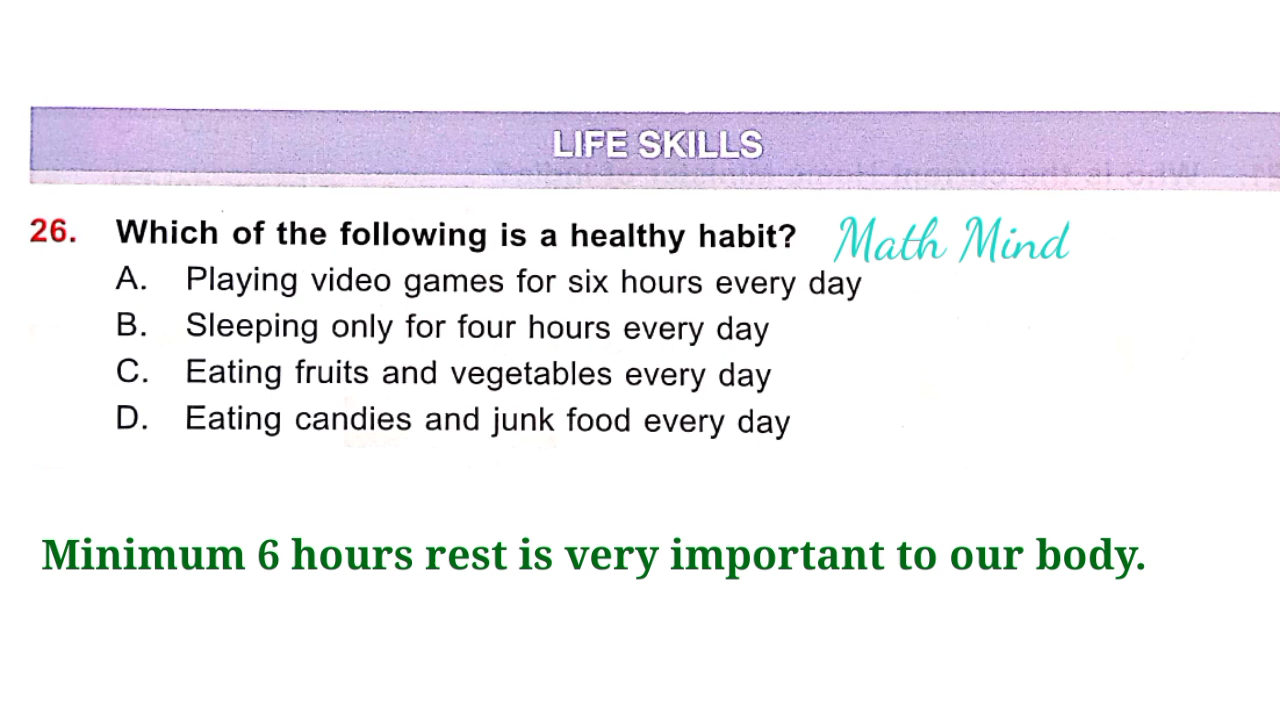 LIFE SKILLS
26. Which of the following is a healthy habit? Math Mind
A. Playing video games for six hours every day
B. Sleeping only for four hours every day
C. Eating fruits and vegetables every day
D. Eating candies and junk food every day
Minimum 6 hours rest is very important to our body.